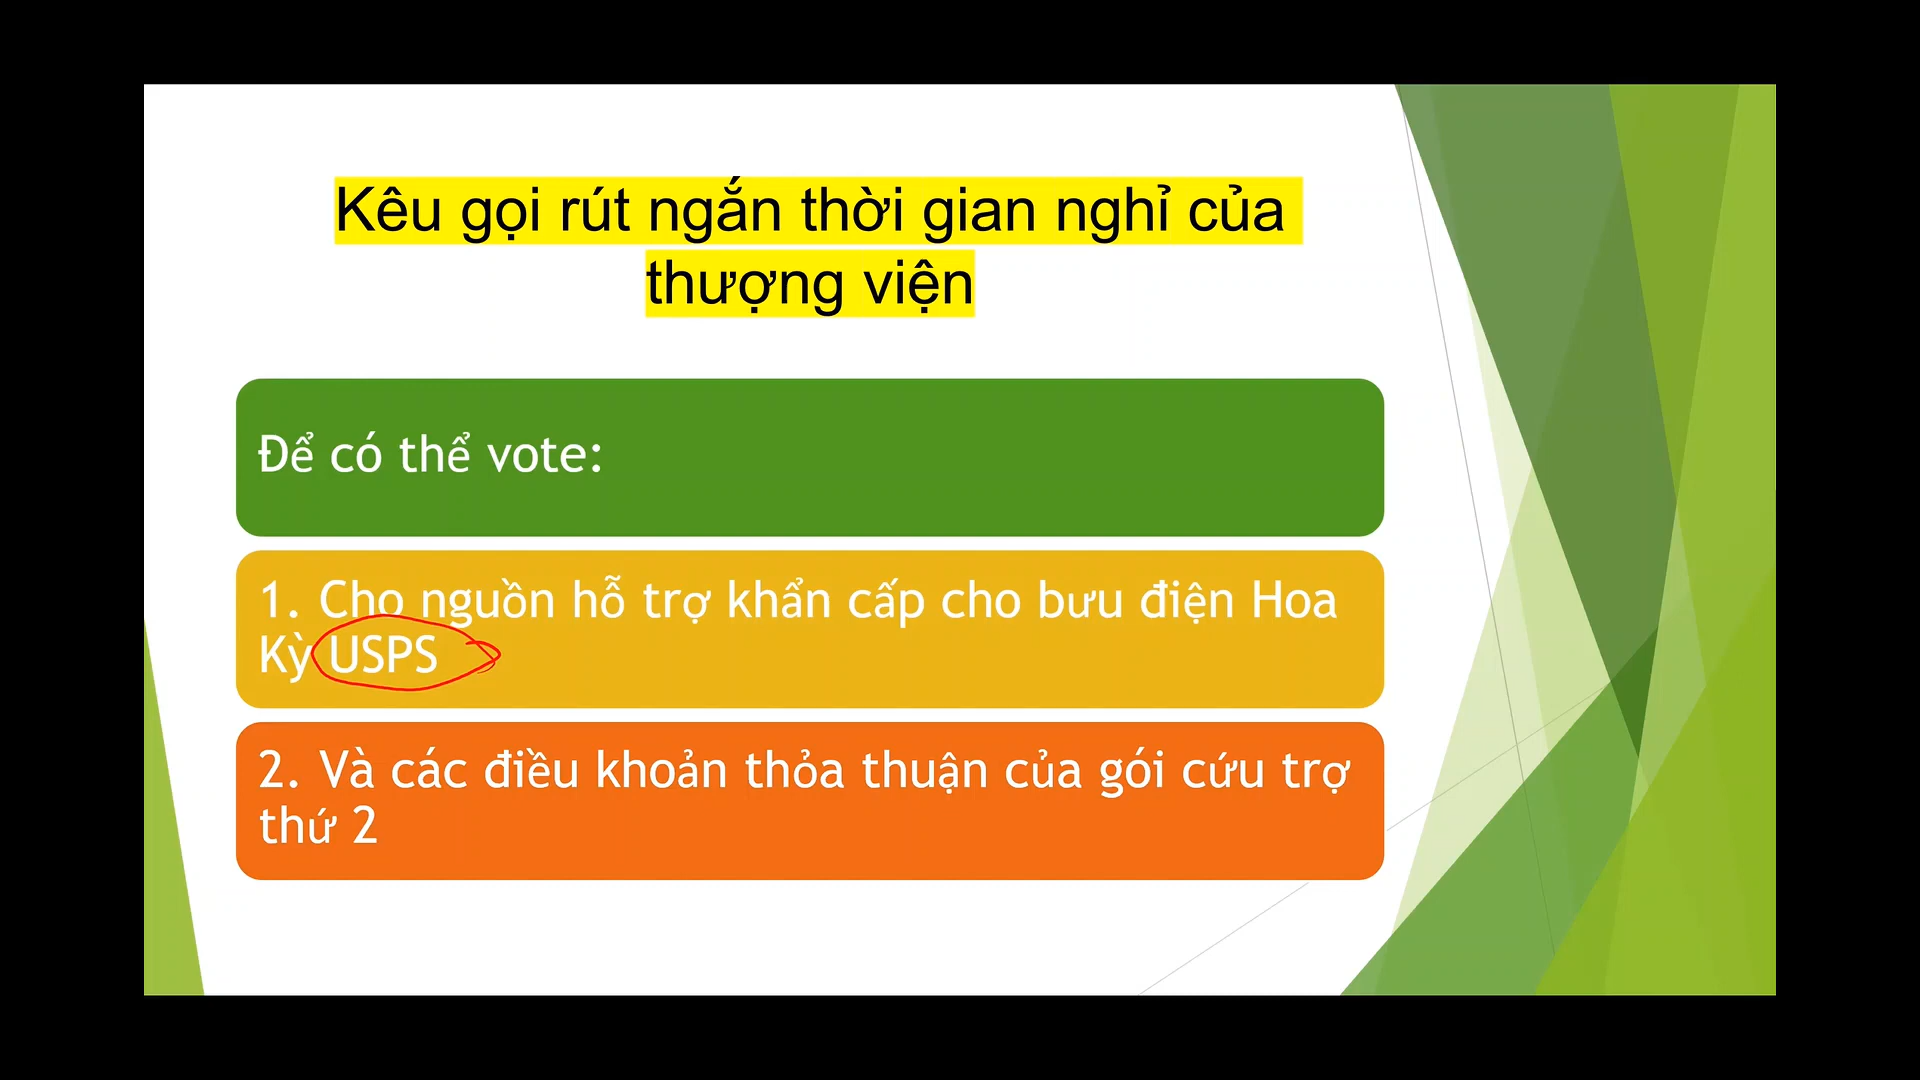 Kêu gọi rút ngắn thời gian nghỉ của
thượng viện
Để có thể vote:
1. Cho nguồn hỗ trợ khẩn cấp cho bưu điện Hoa
Kỳ USPS
2. Và các điều khoản thỏa thuận của gói cứu trợ
thứ 2